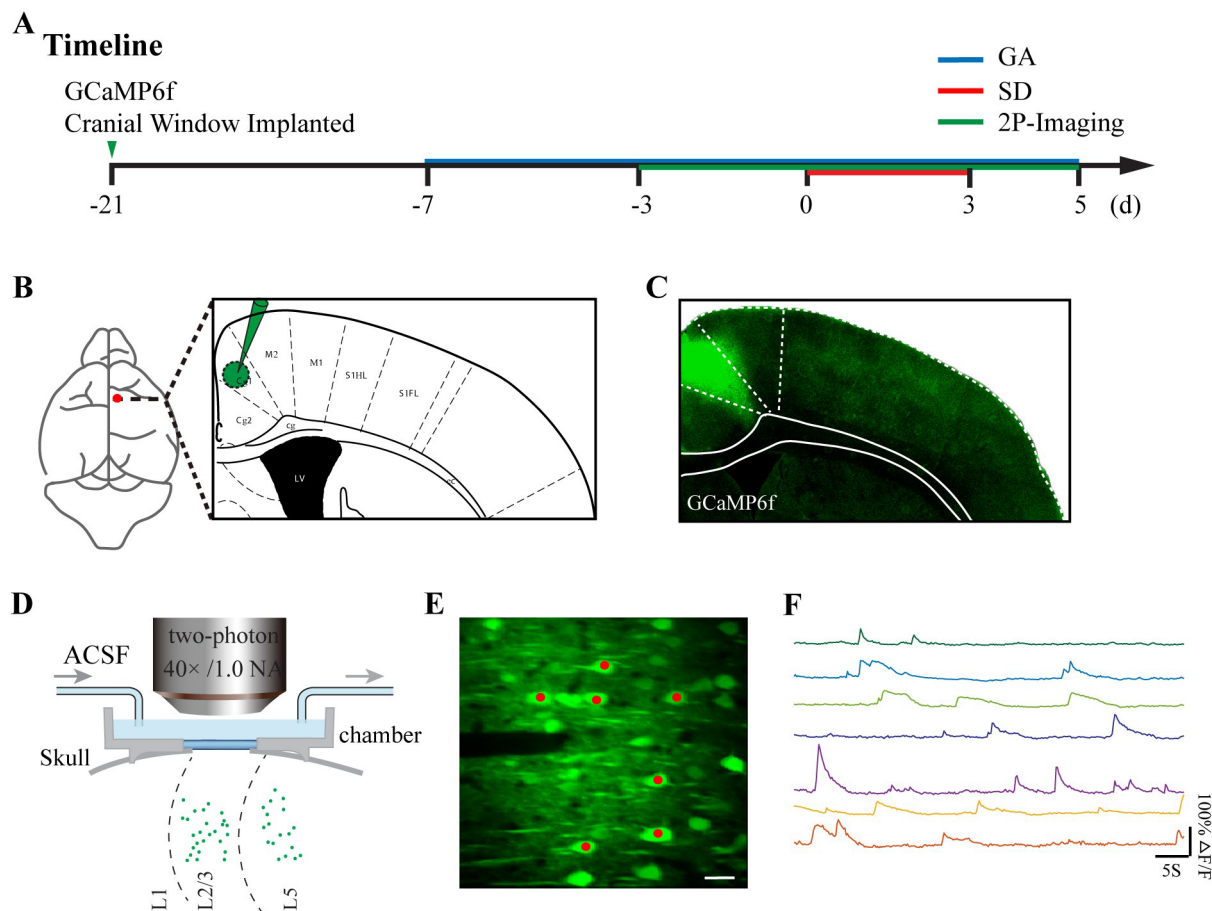 A
Timeline
GCaMP6f
Cranial Window Implanted
GA
SD
2P-Imaging
-21
-7
-3
0
3
5
(d)
B
M2
M1
S1HL
S1FL
Cg2
cg
LV
C
GCaMP6f
D
two-photon
40× /1.0 NA
ACSF
chamber
Skull
L1
L2/3
L5
E
F
100% ΔF/F
5S